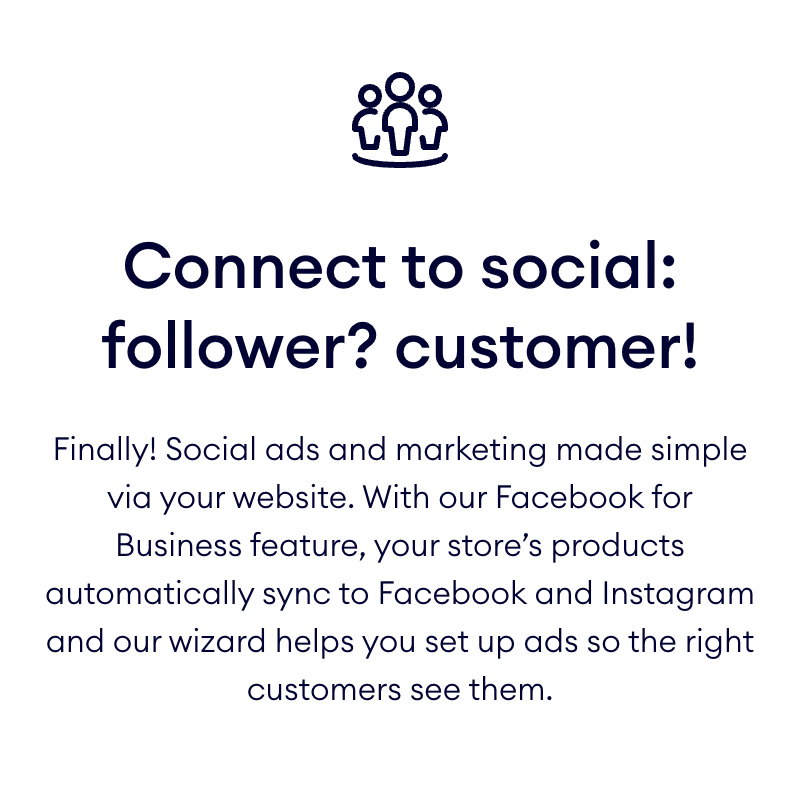 Connect to social:
follower? customer!
Finally! Social ads and marketing made simple
via your website. With our Facebook for
Business feature, your store’s products
automatically sync to Facebook and Instagram
and our wizard helps you set up ads so the right
customers see them.